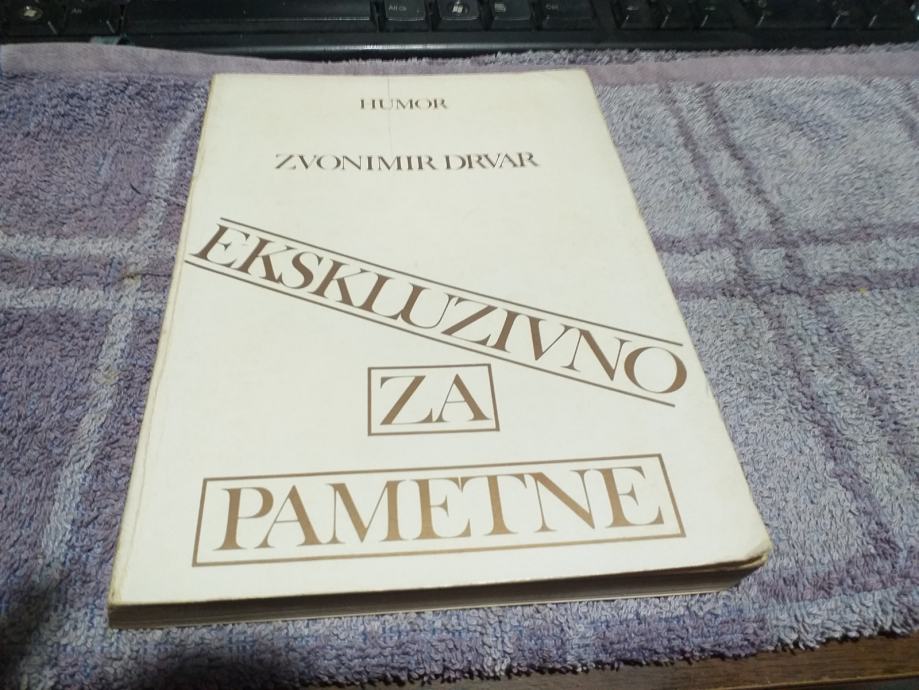 HUMOR
ZVONIMIR DRVAR
EKSKLUZIVNO
ZA
PAMETNE